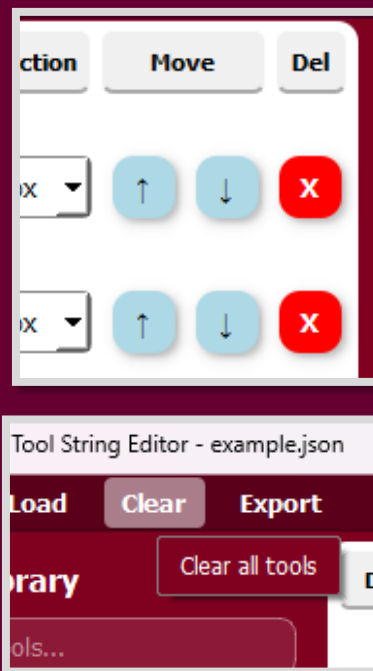 ction Move Del
ox ↑ ↓ X
ox ↑ ↓ X
Tool String Editor - example.json
Load Clear Export
Clear all tools
rary
ols...